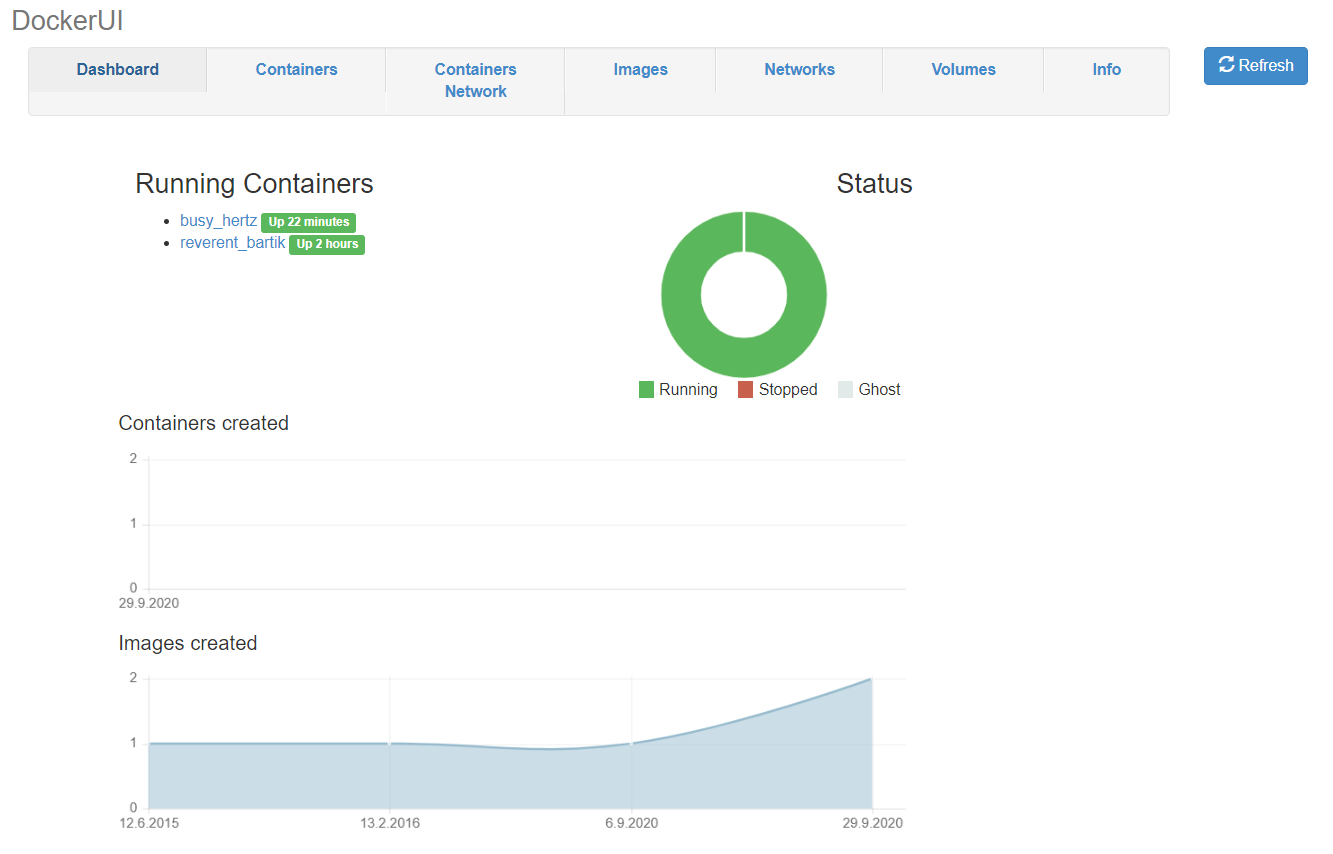 DockerUI
Dashboard
Containers
Containers
Network
Images
Networks
Volumes
Info
Refresh
Running Containers
busy_hertz Up 22 minutes
reverent_bartik Up 2 hours
Status
Running Stopped Ghost
Containers created
2
1
0
29.9.2020
Images created
2
1
0
12.6.2015 13.2.2016 6.9.2020 29.9.2020